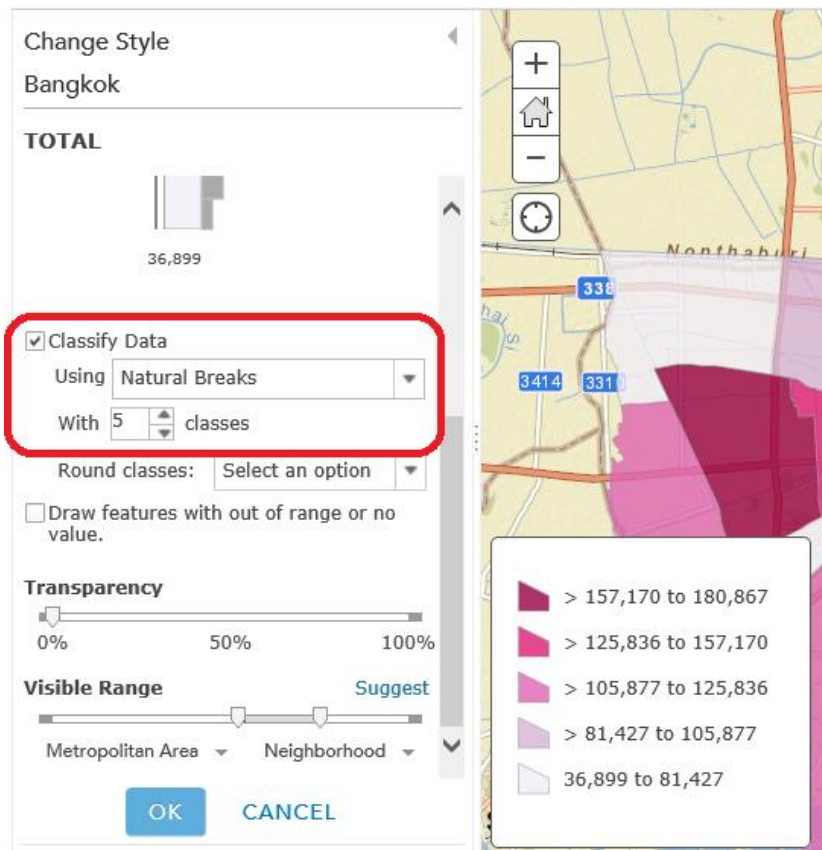 Change Style
Bangkok
TOTAL
36,899
Classify Data
Using Natural Breaks
With 5 classes
Round classes: Select an option
Draw features with out of range or no
value.
Transparency
0% 50% 100%
Visible Range Suggest
Metropolitan Area Neighborhood
OK CANCEL
+
−
Nonthaburi
338
3414
> 157,170 to 180,867
> 125,836 to 157,170
> 105,877 to 125,836
> 81,427 to 105,877
36,899 to 81,427